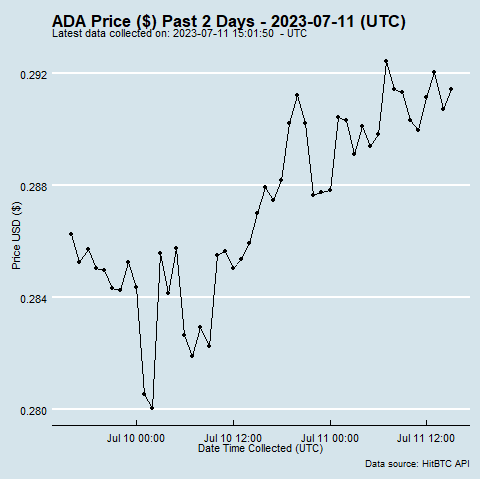 ADA Price ($) Past 2 Days - 2023-07-11 (UTC)
Latest data collected on: 2023-07-11 15:01:50  - UTC
0.292
0.288
0.284
0.280
Price USD ($)
Jul 10 00:00
Jul 10 12:00
Jul 11 00:00
Jul 11 12:00
Date Time Collected (UTC)
Data source: HitBTC API